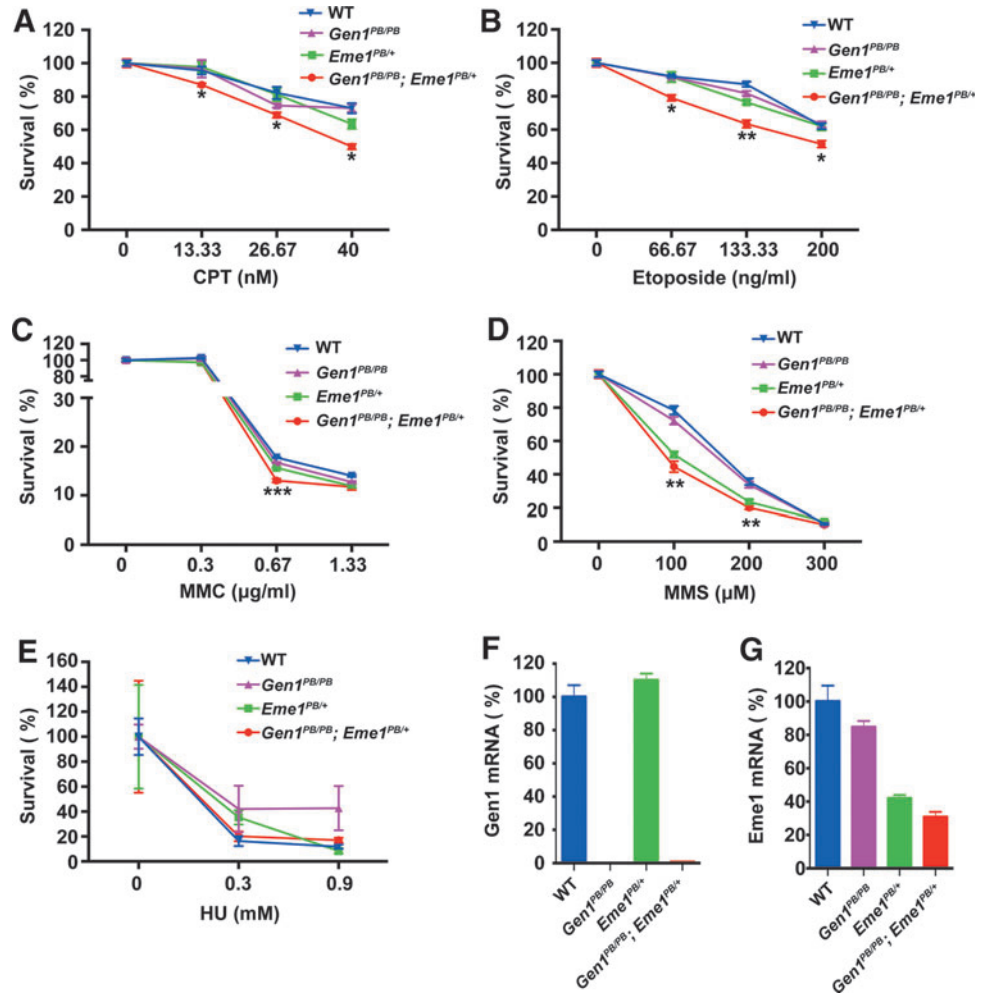 A
120
100
80
60
40
20
0
Survival ( %)
WT
Gen1PB/PB
Eme1PB/+
Gen1PB/PB; Eme1PB/+
*
*
*
0 13.33 26.67 40
CPT (nM)
B
120
100
80
60
40
20
0
Survival ( %)
WT
Gen1PB/PB
Eme1PB/+
Gen1PB/PB; Eme1PB/+
*
**
*
0 66.67 133.33 200
Etoposide (ng/ml)
C
120
100
80
30
20
10
0
Survival ( %)
WT
Gen1PB/PB
Eme1PB/+
Gen1PB/PB; Eme1PB/+
***
0 0.3 0.67 1.33
MMC (µg/ml)
D
120
100
80
60
40
20
0
Survival ( %)
WT
Gen1PB/PB
Eme1PB/+
Gen1PB/PB; Eme1PB/+
**
**
0 100 200 300
MMS (µM)
E
160
140
120
100
80
60
40
20
0
Survival ( %)
WT
Gen1PB/PB
Eme1PB/+
Gen1PB/PB; Eme1PB/+
0 0.3 0.9
HU (mM)
F
120
100
80
60
40
20
0
Gen1 mRNA ( %)
WT
Gen1PB/PB
Eme1PB/+
Gen1PB/PB; Eme1PB/+
G
120
100
80
60
40
20
0
Eme1 mRNA ( %)
WT
Gen1PB/PB
Eme1PB/+
Gen1PB/PB; Eme1PB/+